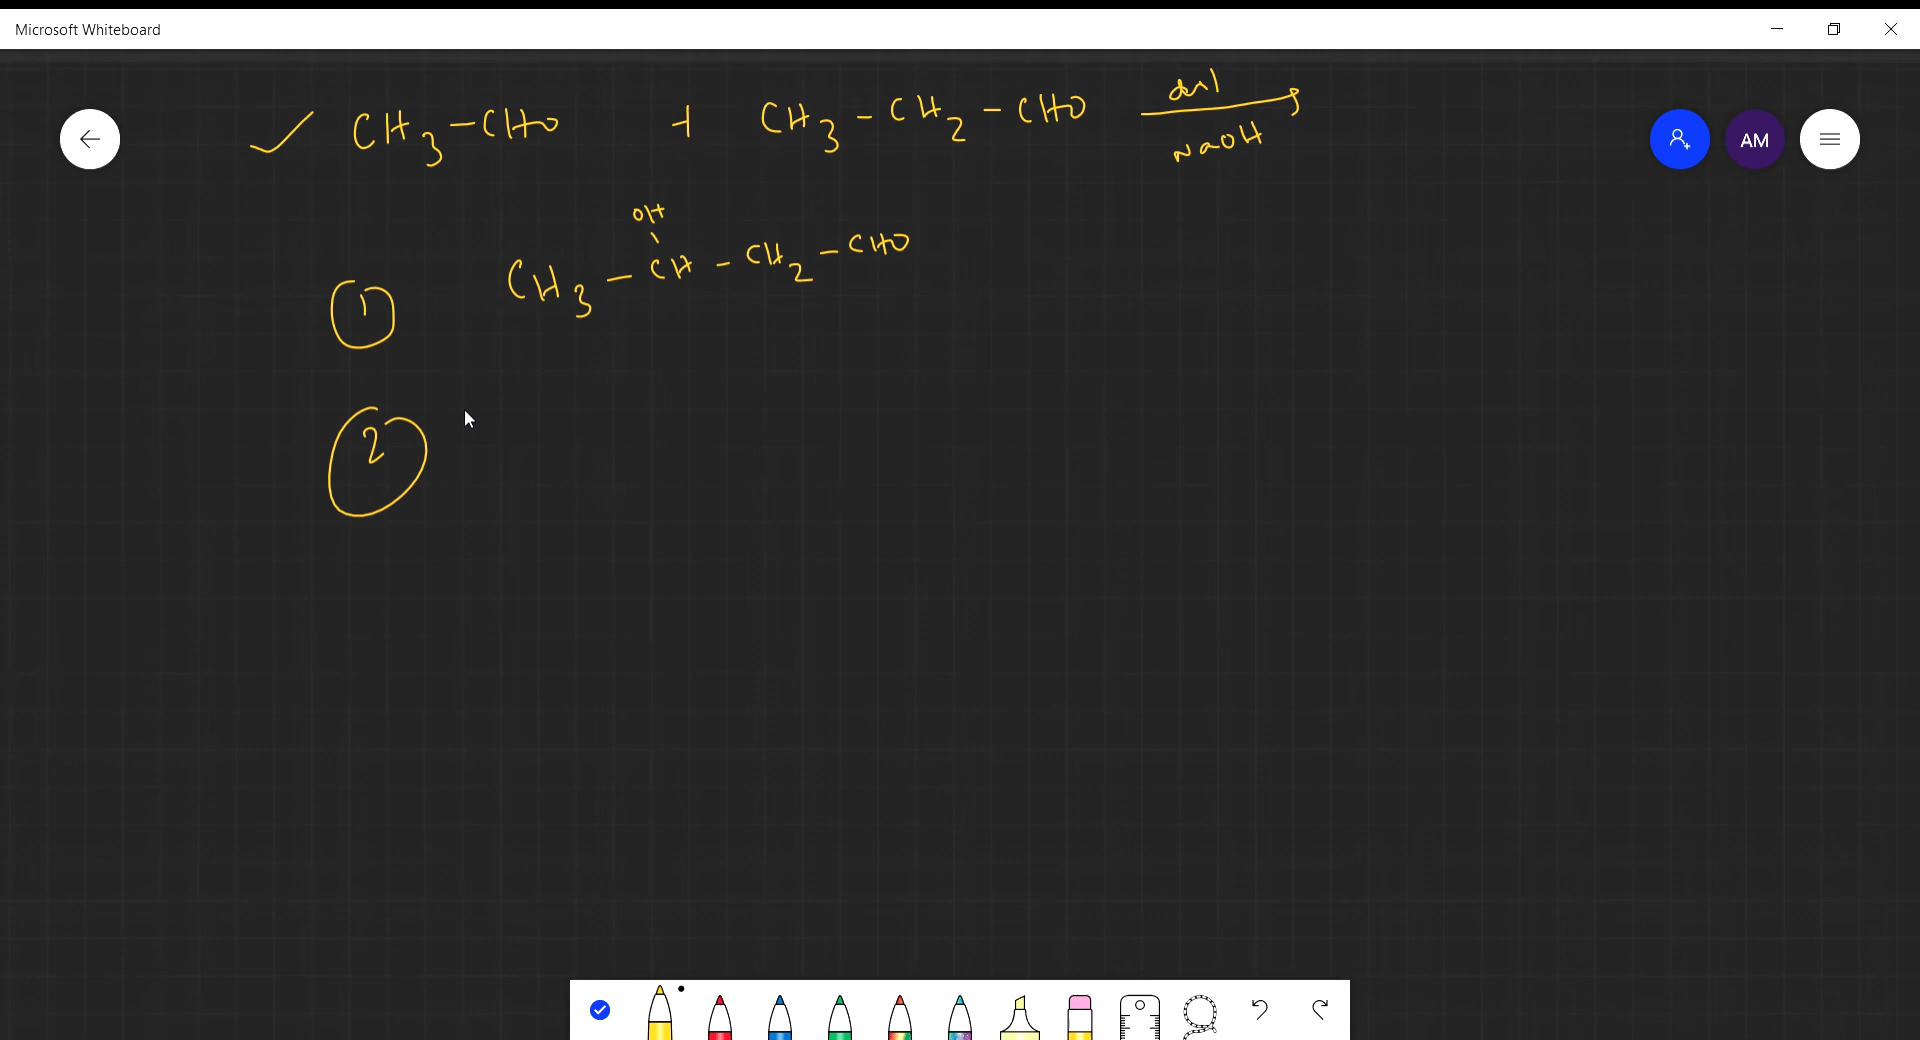 Microsoft Whiteboard
CH3-CHO + CH3-CH2-CHO dil NaOH →
AM
OH
① CH3-CH-CH2-CHO
②